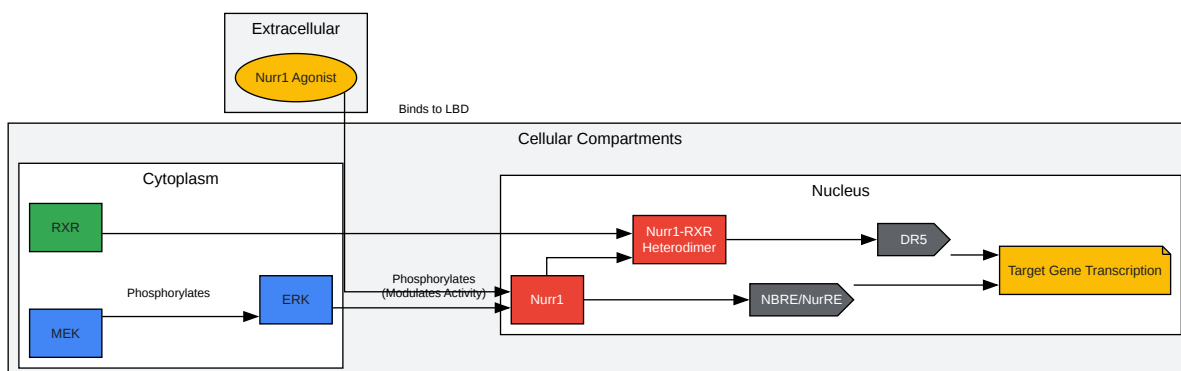 Extracellular
Nurr1 Agonist
Binds to LBD
Cellular Compartments
Cytoplasm
Nucleus
RXR
Nurr1-RXR
Heterodimer
DR5
Target Gene Transcription
Phosphorylates
ERK
Phosphorylates
(Modulates Activity)
Nurr1
NBRE/NurRE
MEK